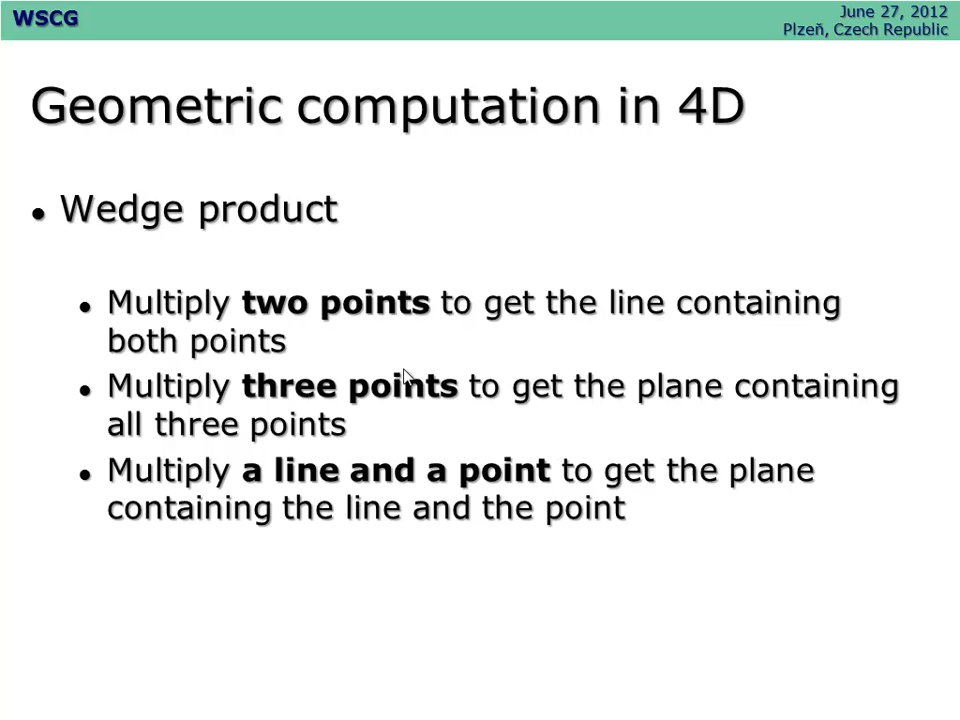 WSCG
June 27, 2012
Plzeň, Czech Republic
Geometric computation in 4D
● Wedge product
● Multiply two points to get the line containing
both points
● Multiply three points to get the plane containing
all three points
● Multiply a line and a point to get the plane
containing the line and the point